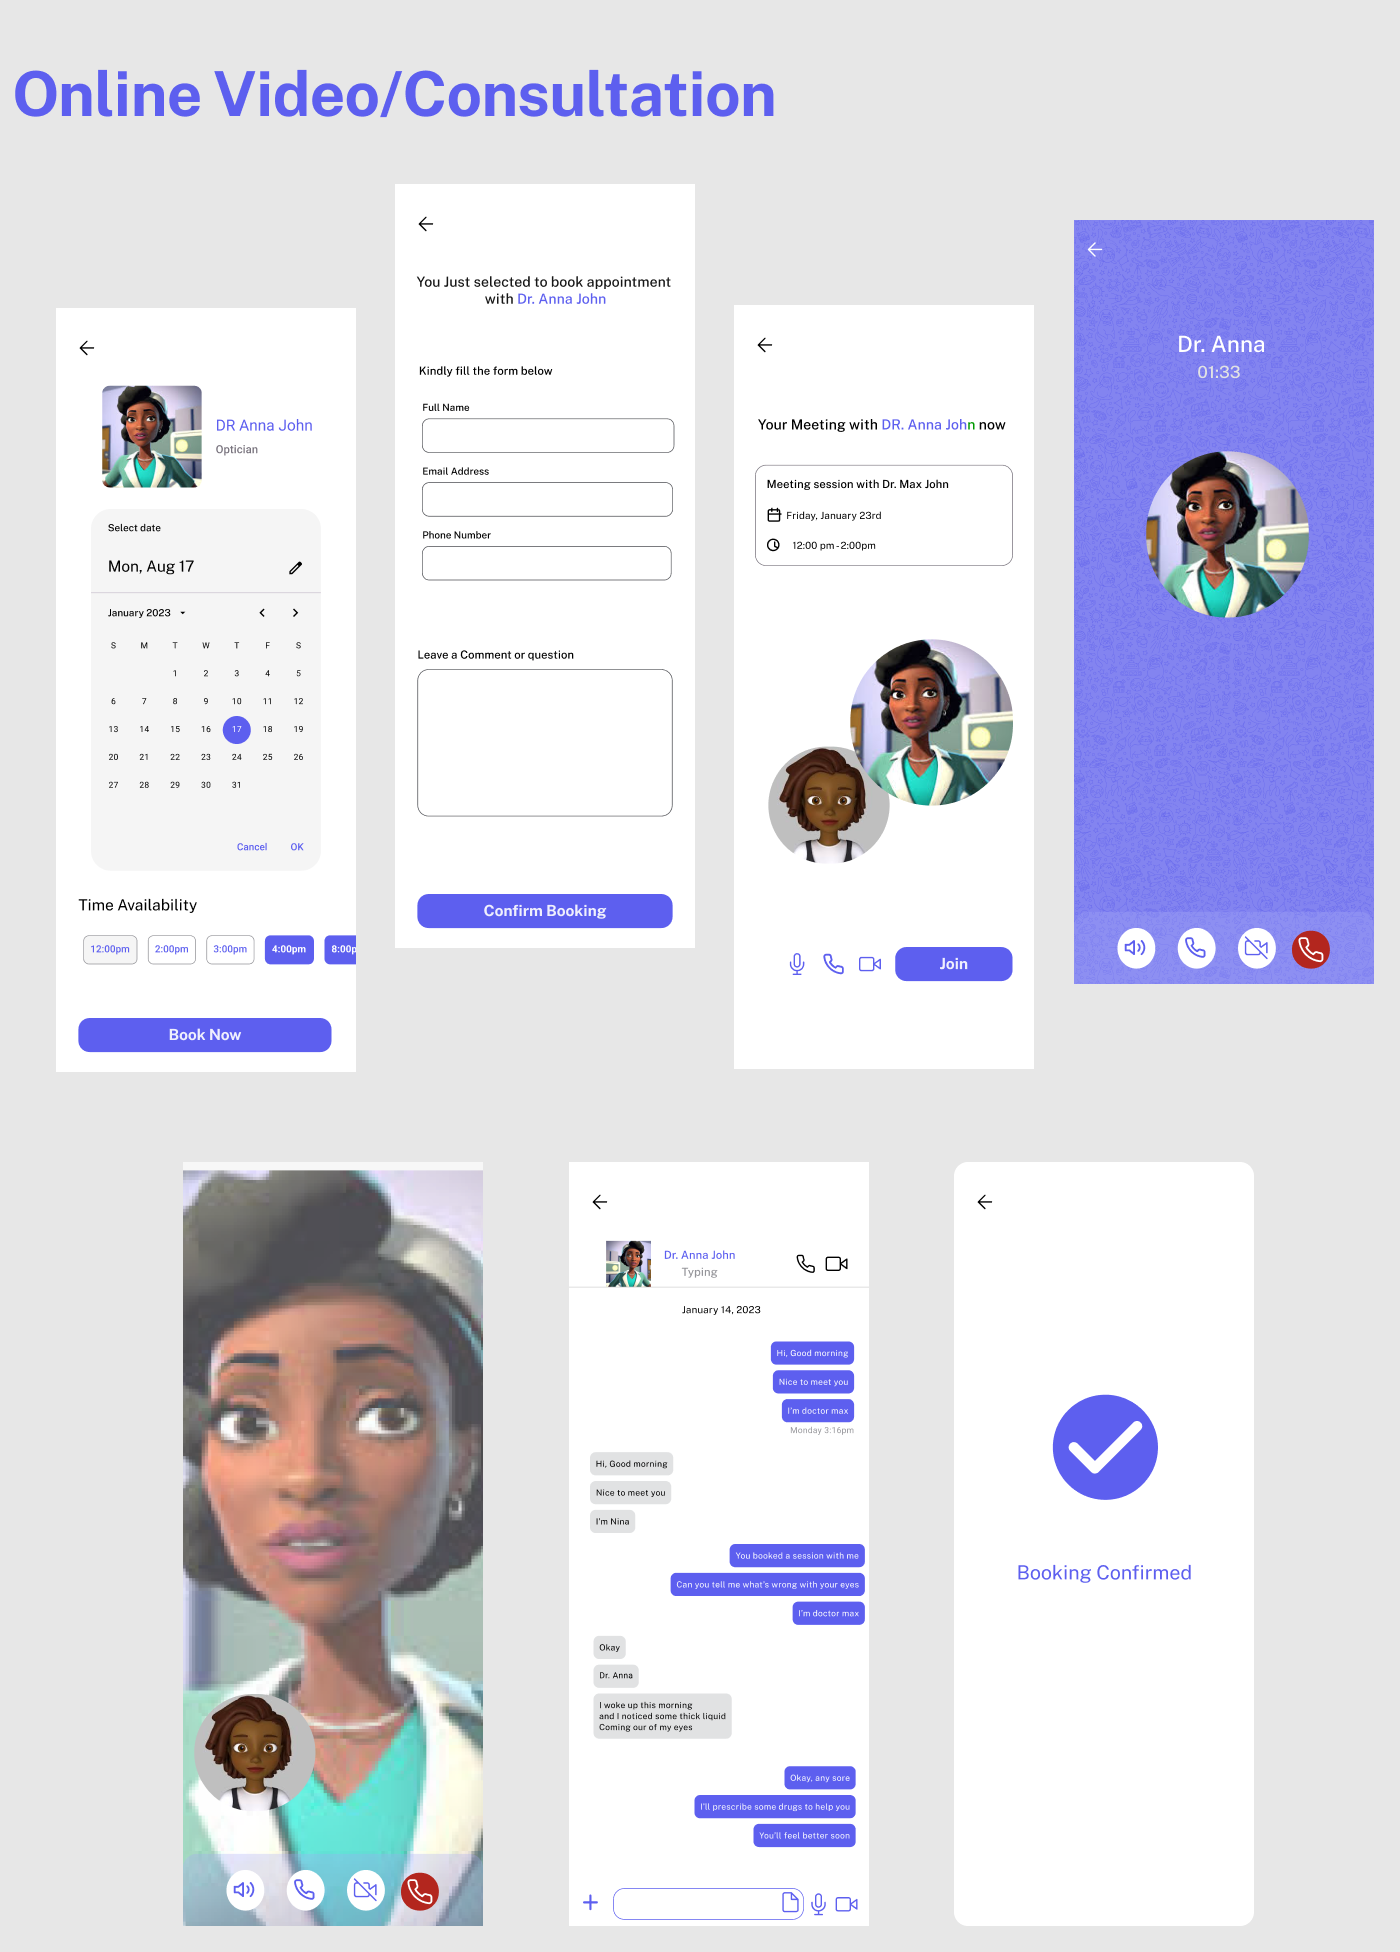 Online Video/Consultation
DR Anna John
Optician
Select date
Mon, Aug 17
January 2023
S M T W T F S
1 2 3 4 5
6 7 8 9 10 11 12
13 14 15 16 17 18 19
20 21 22 23 24 25 26
27 28 29 30 31
Cancel OK
Time Availability
12:00pm 2:00pm 3:00pm 4:00pm 8:00p
Book Now
You Just selected to book appointment
with Dr. Anna John
Kindly fill the form below
Full Name
Email Address
Phone Number
Leave a Comment or question
Confirm Booking
Your Meeting with DR. Anna John now
Meeting session with Dr. Max John
Friday, January 23rd
12:00 pm - 2:00pm
Join
Dr. Anna
01:33
Dr. Anna John
Typing
January 14, 2023
Hi, Good morning
Nice to meet you
I'm doctor max
Monday 3:16pm
Hi, Good morning
Nice to meet you
I'm Nina
You booked a session with me
Can you tell me what's wrong with your eyes
I'm doctor max
Okay
Dr. Anna
I woke up this morning
and I noticed some thick liquid
Coming our of my eyes
Okay, any sore
I'll prescribe some drugs to help you
You'll feel better soon
Booking Confirmed